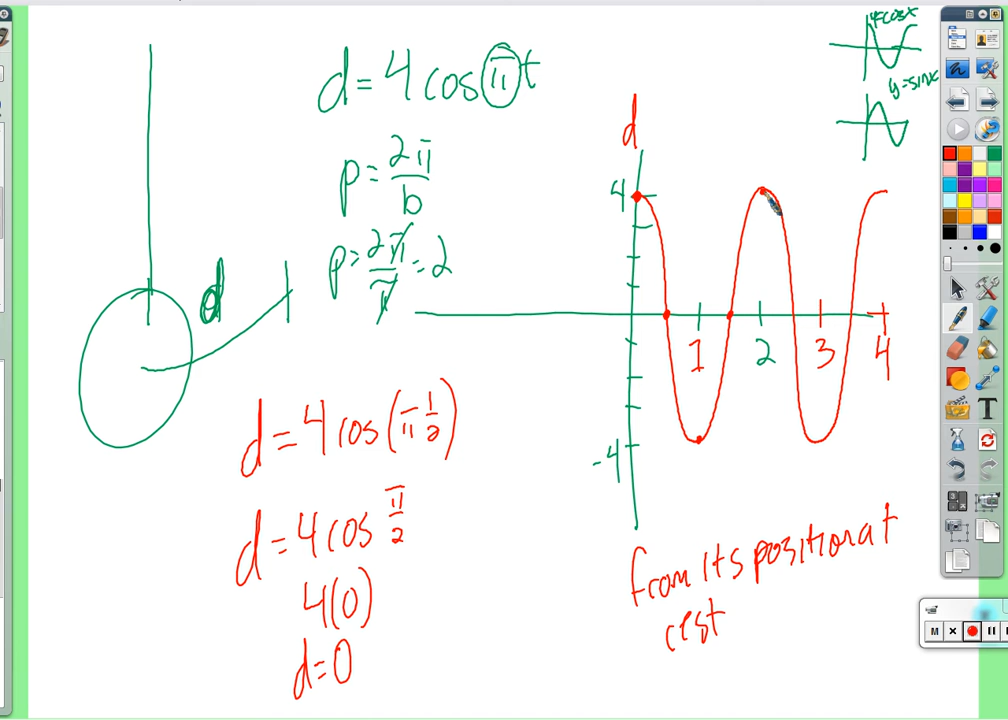 d = 4 cos π t
p = 2π/b
p = 2π/π = 2
d
d = 4 cos (π 1/2)
d = 4 cos π/2
4(0)
d = 0
d
4
1 2 3 4
-4
from its position at
rest
y=cosx
y=sinx
T
M